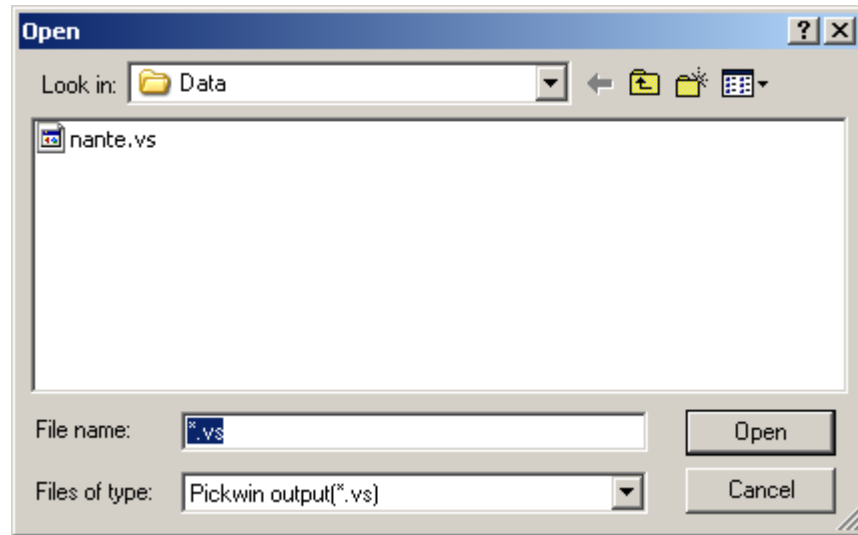 Open
Look in: Data
nante.vs
File name: *.vs Open
Files of type: Pickwin output(*.vs) Cancel